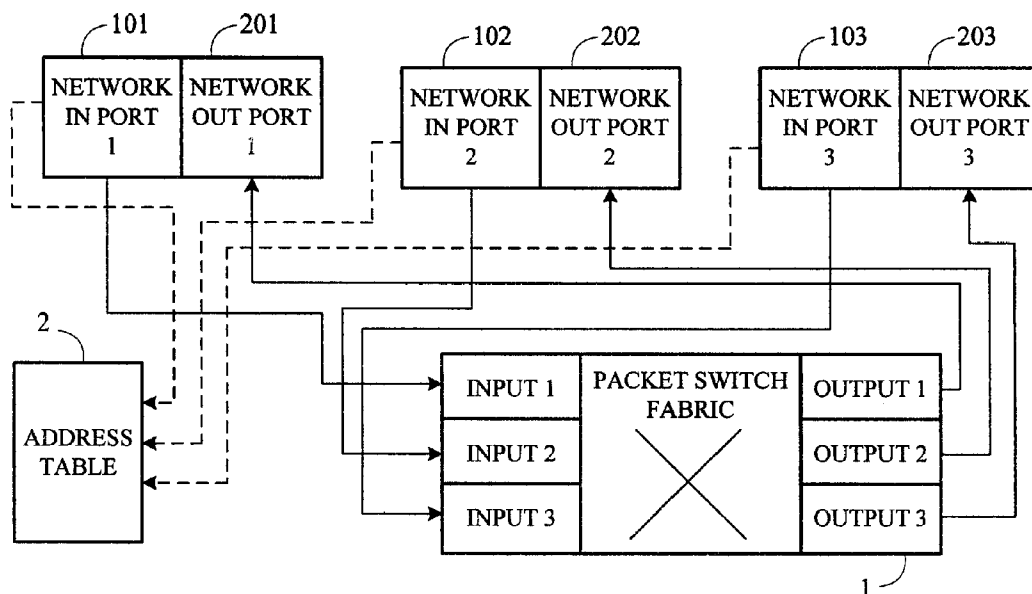 101
201
102
202
103
203
NETWORK
IN PORT
1
NETWORK
OUT PORT
1
NETWORK
IN PORT
2
NETWORK
OUT PORT
2
NETWORK
IN PORT
3
NETWORK
OUT PORT
3
2
ADDRESS
TABLE
INPUT 1
INPUT 2
INPUT 3
PACKET SWITCH
FABRIC
OUTPUT 1
OUTPUT 2
OUTPUT 3
1